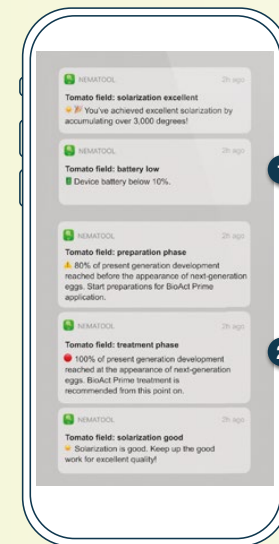 NEMATOOL 2h ago
Tomato field: solarization excellent
You've achieved excellent solarization by
accumulating over 3,000 degrees!
NEMATOOL 2h ago
Tomato field: battery low
Device battery below 10%.
1
NEMATOOL 2h ago
Tomato field: preparation phase
80% of present generation development
reached before the appearance of next-generation
eggs. Start preparations for BioAct Prime
application.
NEMATOOL 2h ago
Tomato field: treatment phase
100% of present generation development
reached at the appearance of next-generation
eggs. BioAct Prime treatment is
recommended from this point on.
2
NEMATOOL 2h ago
Tomato field: solarization good
Solarization is good. Keep up the good
work for excellent quality!